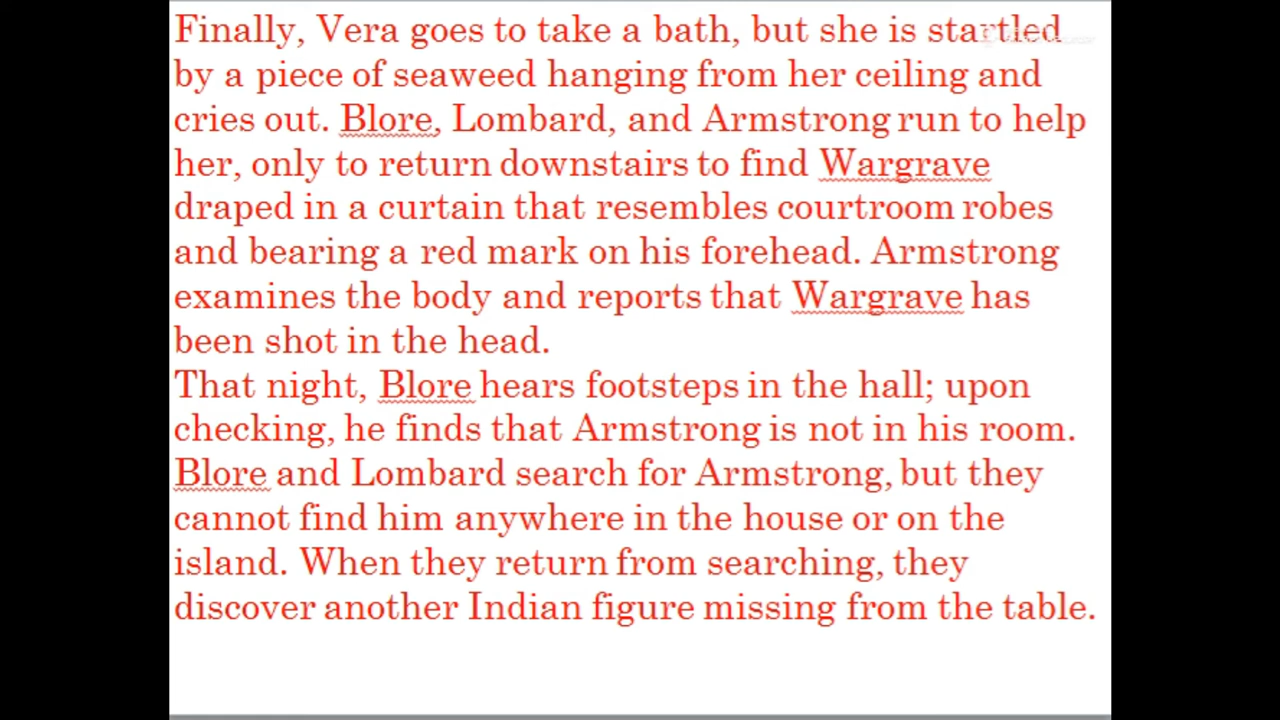 Finally, Vera goes to take a bath, but she is startled
by a piece of seaweed hanging from her ceiling and
cries out. Blore, Lombard, and Armstrong run to help
her, only to return downstairs to find Wargrave
draped in a curtain that resembles courtroom robes
and bearing a red mark on his forehead. Armstrong
examines the body and reports that Wargrave has
been shot in the head.
That night, Blore hears footsteps in the hall; upon
checking, he finds that Armstrong is not in his room.
Blore and Lombard search for Armstrong, but they
cannot find him anywhere in the house or on the
island. When they return from searching, they
discover another Indian figure missing from the table.